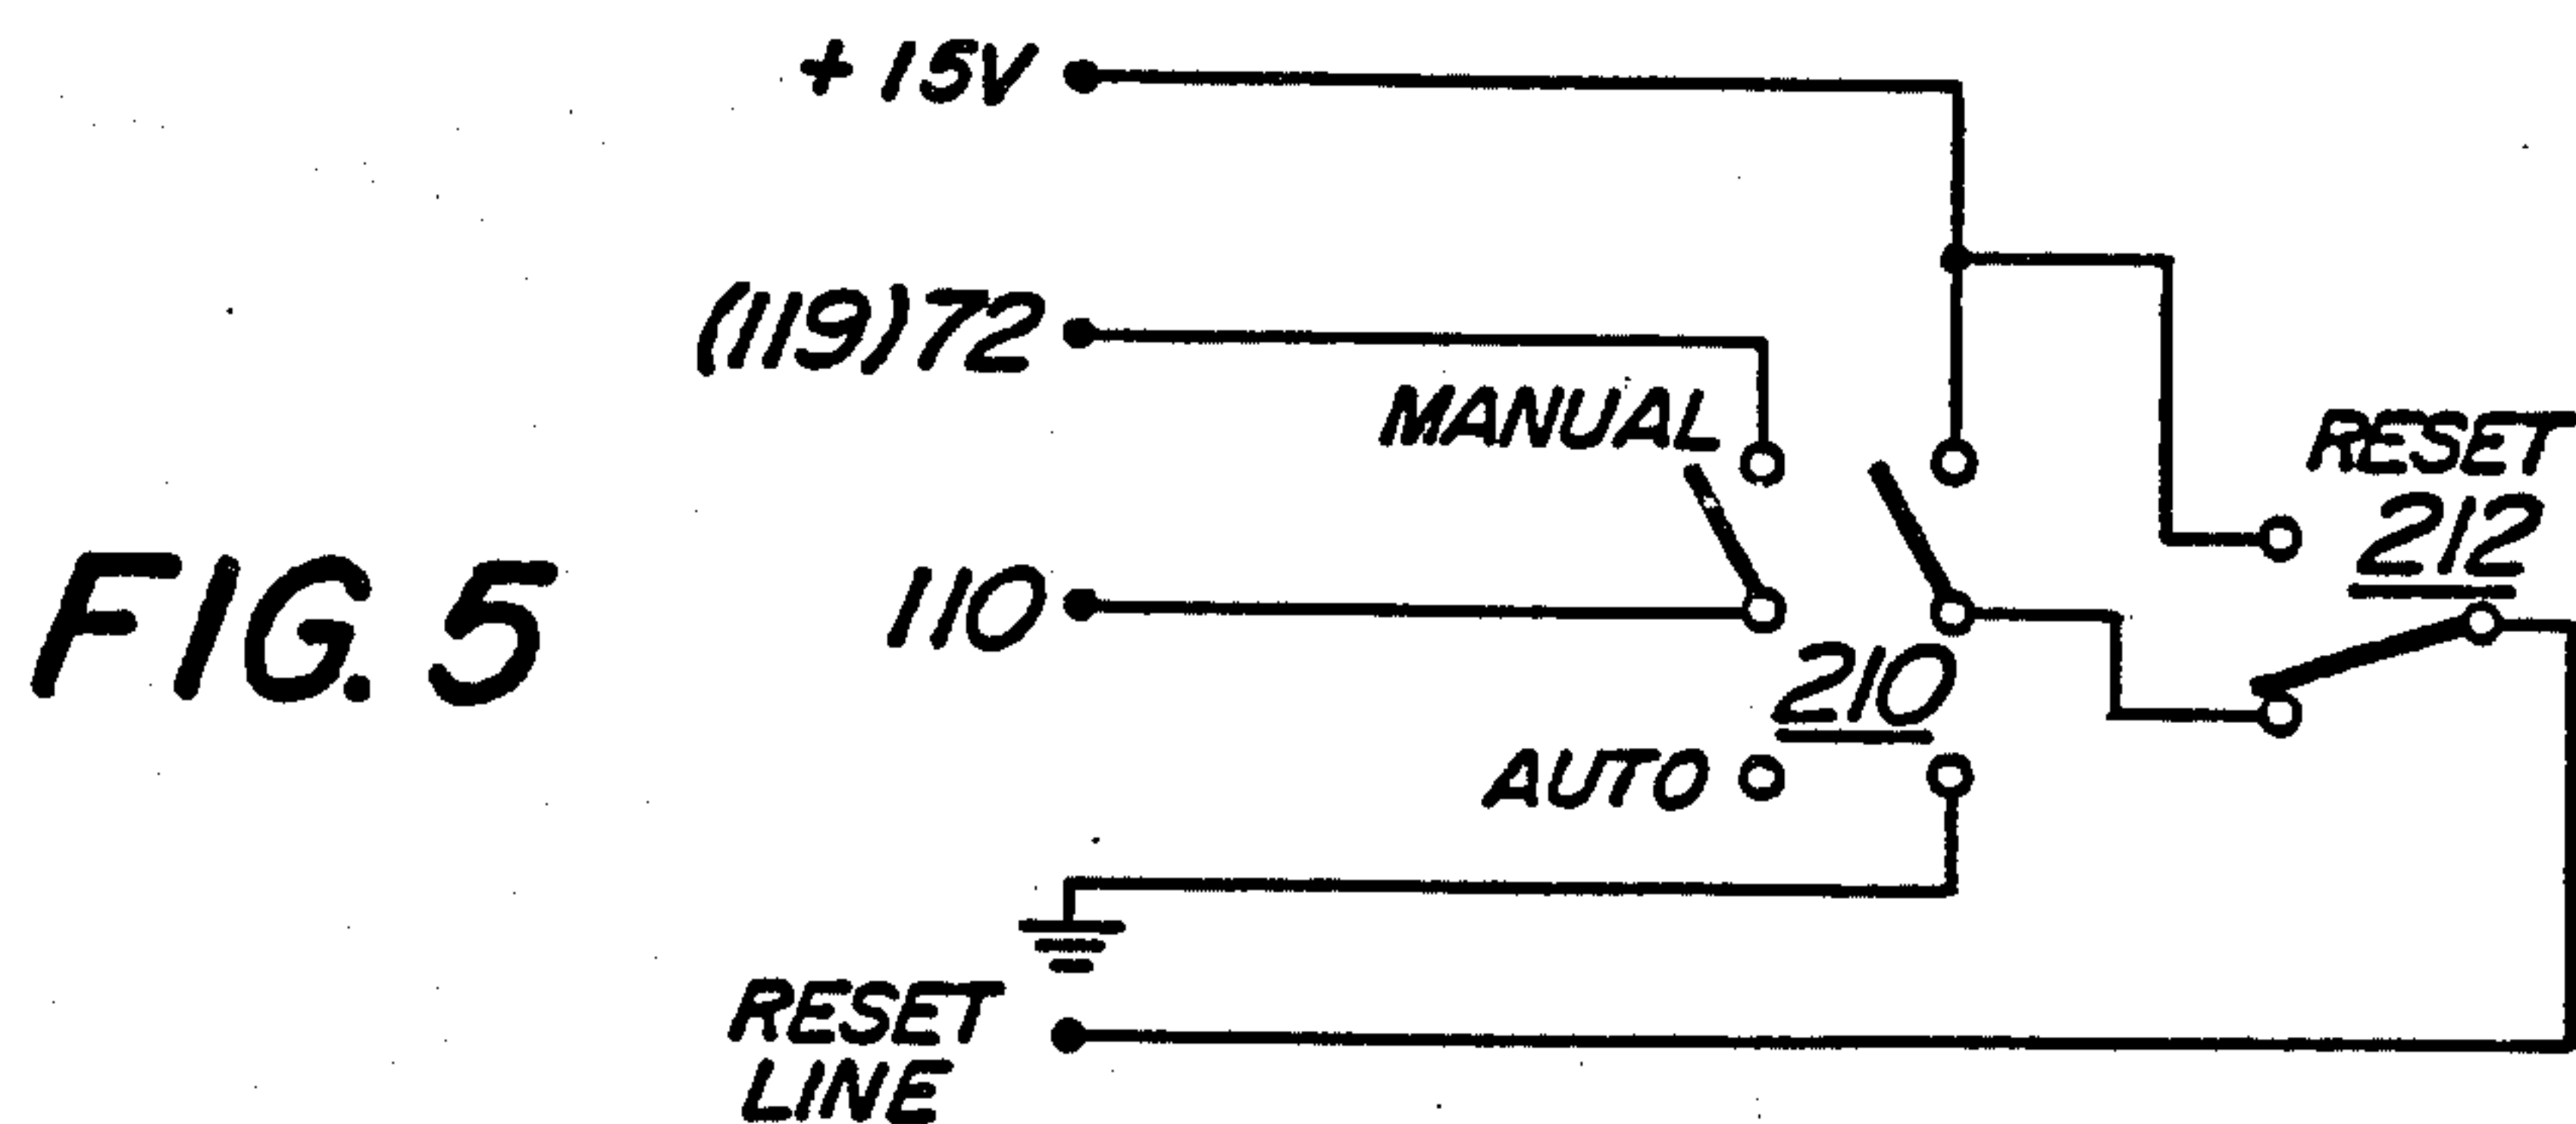 + 15V
(119)72
MANUAL
RESET
212
FIG. 5
110
210
AUTO
RESET
LINE